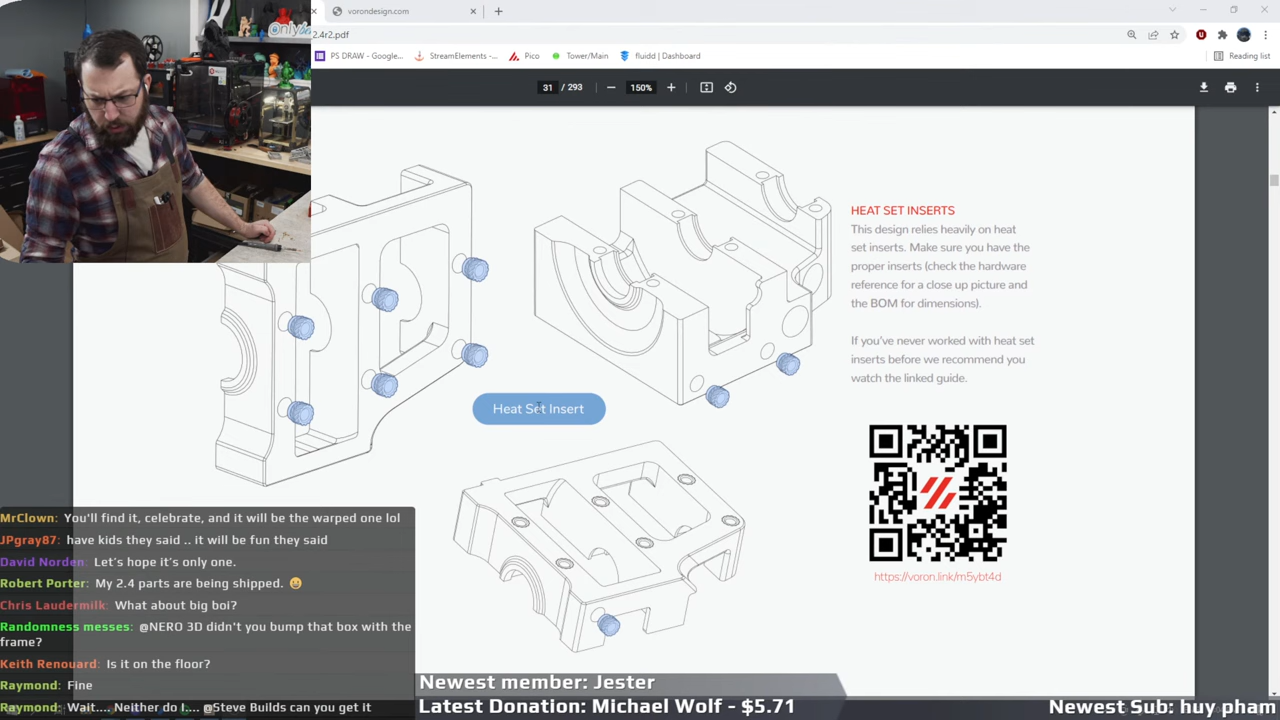 vorondesign.com
2.4r2.pdf
PS DRAW - Google...
StreamElements -...
Pico
Tower/Main
fluidd | Dashboard
Reading list
31 / 293
150%
HEAT SET INSERTS
This design relies heavily on heat
set inserts. Make sure you have the
proper inserts (check the hardware
reference for a close up picture and
the BOM for dimensions).
If you've never worked with heat set
inserts before we recommend you
watch the linked guide.
Heat Set Insert
https://voron.link/m5ybt4d
MrClown: You'll find it, celebrate, and it will be the warped one lol
JPgray87: have kids they said .. it will be fun they said
David Norden: Let's hope it's only one.
Robert Porter: My 2.4 parts are being shipped. 😀
Chris Laudermilk: What about big boi?
Randomness messes: @NERO 3D didn't you bump that box with the
frame?
Keith Renouard: Is it on the floor?
Raymond: Fine
Raymond: Wait.... Neither do I.... @Steve Builds can you get it
Newest member: Jester
Latest Donation: Michael Wolf - $5.71
Newest Sub: huy pham